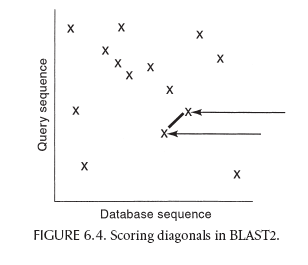 Query sequence
Database sequence
FIGURE 6.4. Scoring diagonals in BLAST2.